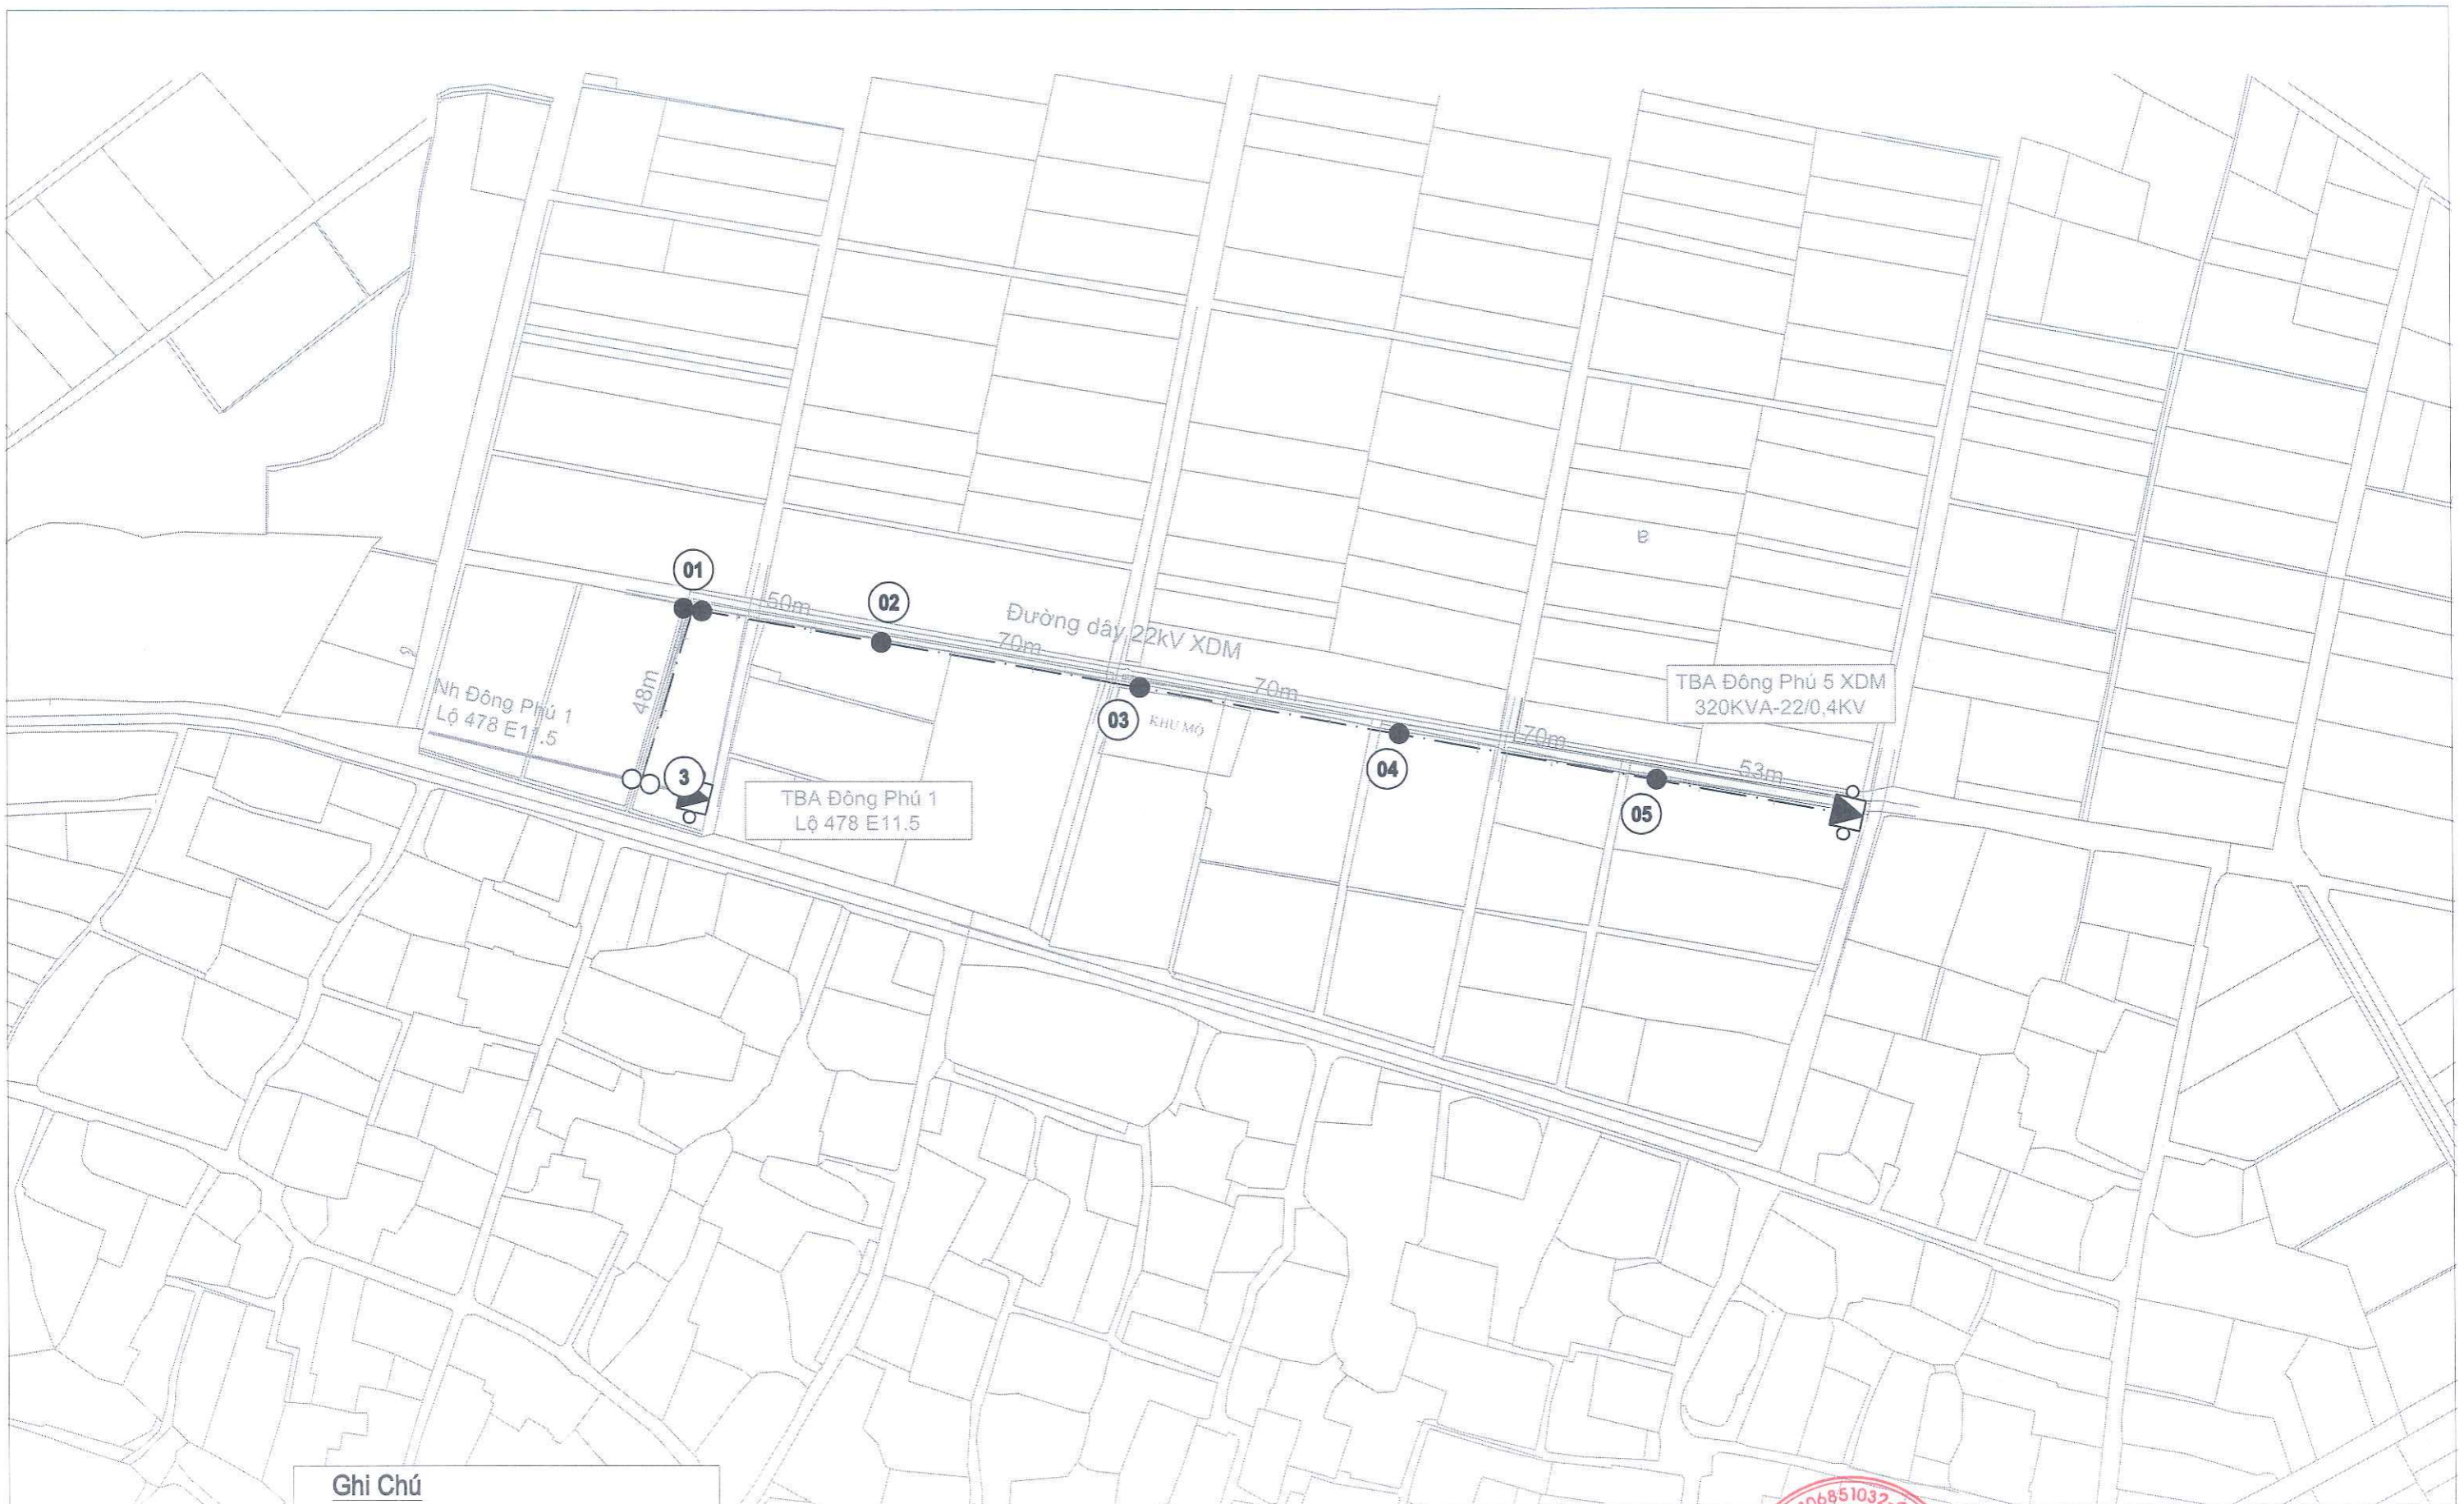 01
50m
02
Đường dây 22kV XDM
70m
48m
Nh Đông Phú 1
Lộ 478 E11.5
3
TBA Đông Phú 1
Lộ 478 E11.5
03
KHU MỘ
70m
04
70m
TBA Đông Phú 5 XDM
320KVA-22/0,4KV
53m
05
Ghi Chú